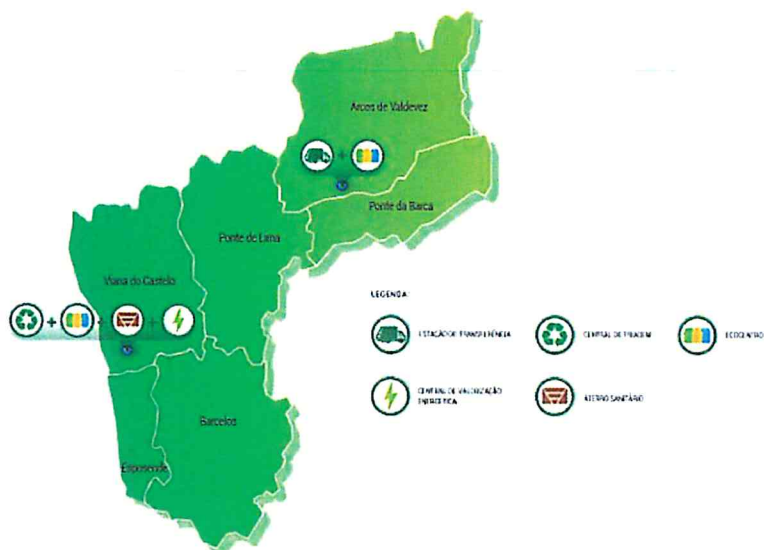 Arcos de Valdevez
Ponte da Barca
Ponte de Lima
Viana do Castelo
Barcelos
Esposende
LEGENDA:
ESTAÇÃO DE TRANSFERÊNCIA
CENTRAL DE TRIAGEM
ECOCENTRO
CENTRAL DE VALORIZAÇÃO
ENERGÉTICA
ATERRO SANITÁRIO